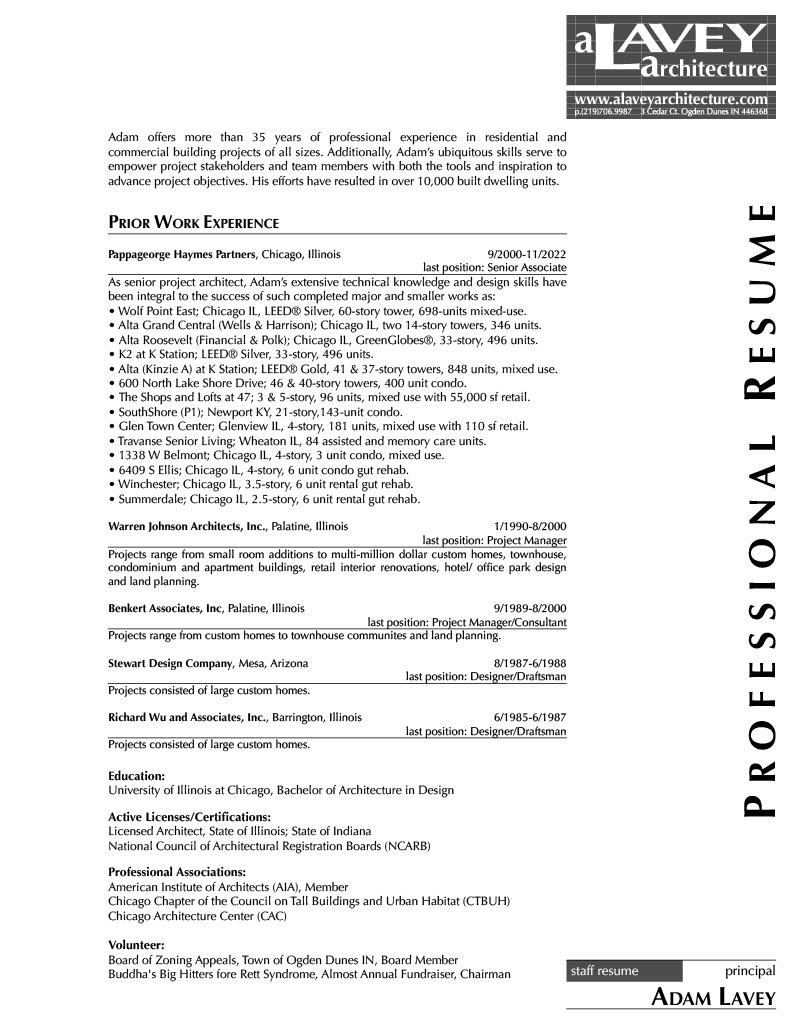 aLAVEY
architecture
www.alaveyarchitecture.com
p.(219)706.9987 3 Cedar Ct. Ogden Dunes IN 446368
Adam offers more than 35 years of professional experience in residential and
commercial building projects of all sizes. Additionally, Adam's ubiquitous skills serve to
empower project stakeholders and team members with both the tools and inspiration to
advance project objectives. His efforts have resulted in over 10,000 built dwelling units.
PRIOR WORK EXPERIENCE
Pappageorge Haymes Partners, Chicago, Illinois 9/2000-11/2022
last position: Senior Associate
As senior project architect, Adam's extensive technical knowledge and design skills have
been integral to the success of such completed major and smaller works as:
• Wolf Point East; Chicago IL, LEED® Silver, 60-story tower, 698-units mixed-use.
• Alta Grand Central (Wells & Harrison); Chicago IL, two 14-story towers, 346 units.
• Alta Roosevelt (Financial & Polk); Chicago IL, GreenGlobes®, 33-story, 496 units.
• K2 at K Station; LEED® Silver, 33-story, 496 units.
• Alta (Kinzie A) at K Station; LEED® Gold, 41 & 37-story towers, 848 units, mixed use.
• 600 North Lake Shore Drive; 46 & 40-story towers, 400 unit condo.
• The Shops and Lofts at 47; 3 & 5-story, 96 units, mixed use with 55,000 sf retail.
• SouthShore (P1); Newport KY, 21-story,143-unit condo.
• Glen Town Center; Glenview IL, 4-story, 181 units, mixed use with 110 sf retail.
• Travanse Senior Living; Wheaton IL, 84 assisted and memory care units.
• 1338 W Belmont; Chicago IL, 4-story, 3 unit condo, mixed use.
• 6409 S Ellis; Chicago IL, 4-story, 6 unit condo gut rehab.
• Winchester; Chicago IL, 3.5-story, 6 unit rental gut rehab.
• Summerdale; Chicago IL, 2.5-story, 6 unit rental gut rehab.
Warren Johnson Architects, Inc., Palatine, Illinois 1/1990-8/2000
last position: Project Manager
Projects range from small room additions to multi-million dollar custom homes, townhouse,
condominium and apartment buildings, retail interior renovations, hotel/ office park design
and land planning.
Benkert Associates, Inc, Palatine, Illinois 9/1989-8/2000
last position: Project Manager/Consultant
Projects range from custom homes to townhouse communites and land planning.
Stewart Design Company, Mesa, Arizona 8/1987-6/1988
last position: Designer/Draftsman
Projects consisted of large custom homes.
Richard Wu and Associates, Inc., Barrington, Illinois 6/1985-6/1987
last position: Designer/Draftsman
Projects consisted of large custom homes.
Education:
University of Illinois at Chicago, Bachelor of Architecture in Design
Active Licenses/Certifications:
Licensed Architect, State of Illinois; State of Indiana
National Council of Architectural Registration Boards (NCARB)
Professional Associations:
American Institute of Architects (AIA), Member
Chicago Chapter of the Council on Tall Buildings and Urban Habitat (CTBUH)
Chicago Architecture Center (CAC)
Volunteer:
Board of Zoning Appeals, Town of Ogden Dunes IN, Board Member
Buddha's Big Hitters fore Rett Syndrome, Almost Annual Fundraiser, Chairman
PROFESSIONAL RESUME
staff resume principal
ADAM LAVEY